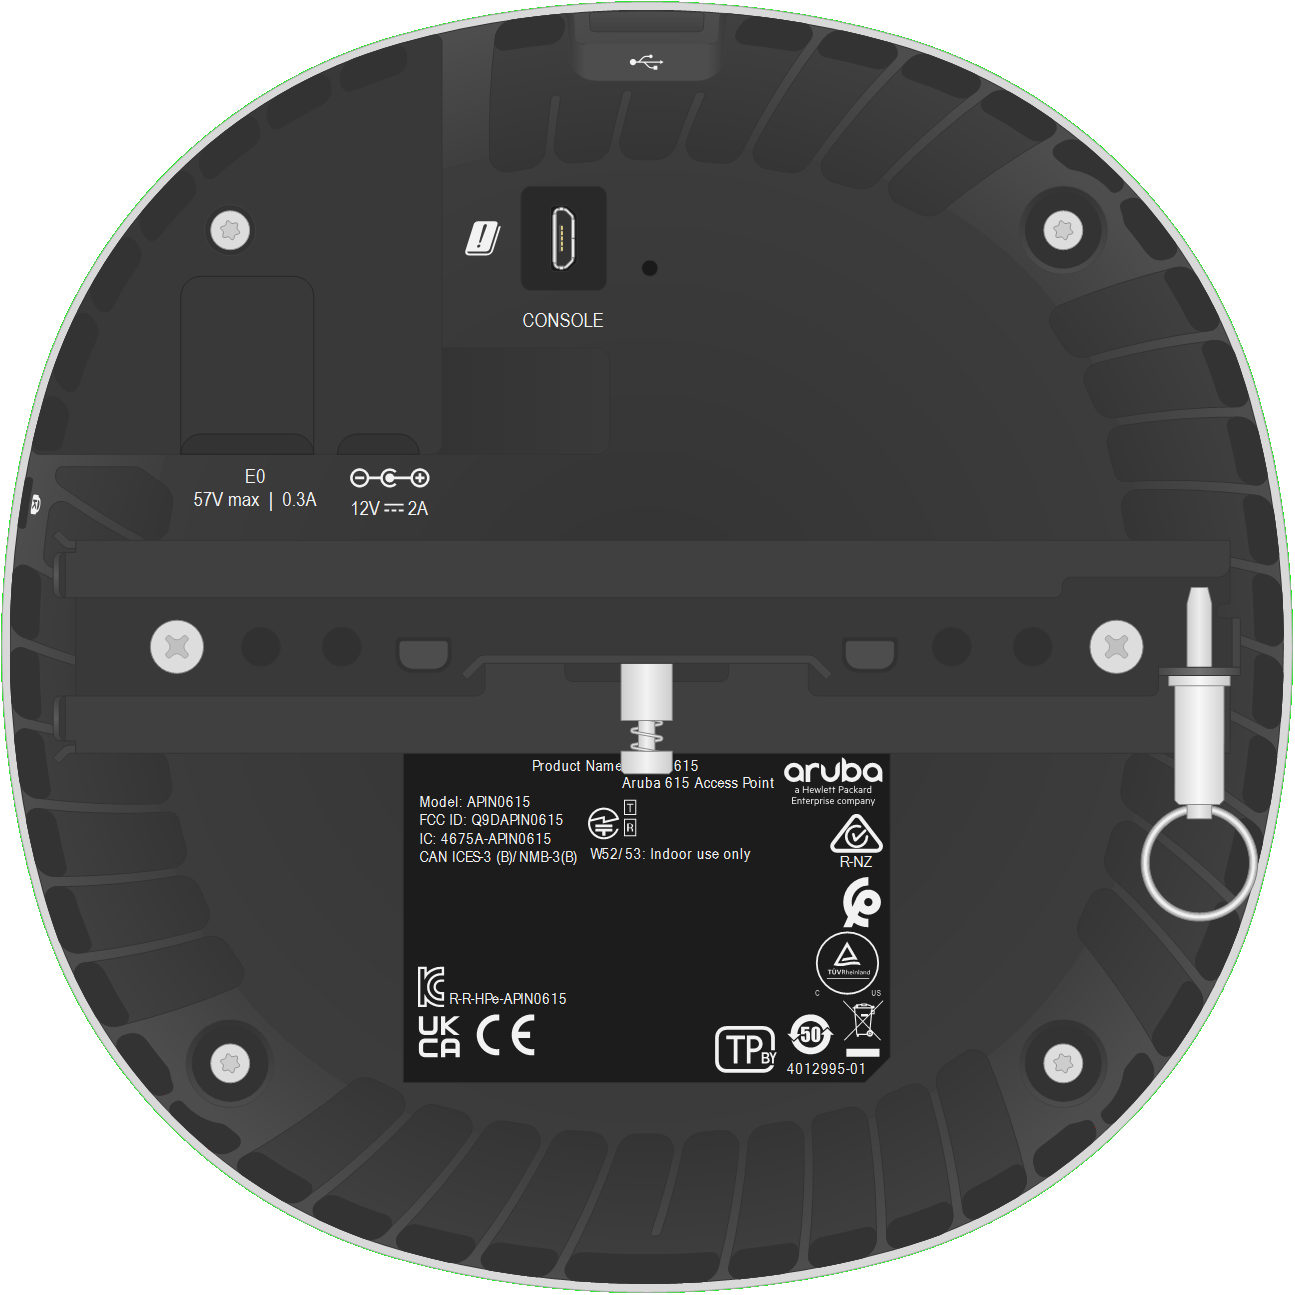 CONSOLE
E0
57V max | 0.3A
12V 2A
Product Name 615
Aruba 615 Access Point
aruba
a Hewlett Packard
Enterprise company
Model: APIN0615
FCC ID: Q9DAPIN0615
IC: 4675A-APIN0615
CAN ICES-3 (B)/NMB-3(B)
T
R
W52/53: Indoor use only
R-NZ
TÜVRheinland
C US
R-R-HPe-APIN0615
UK
CA
CE
TP BY
50
4012995-01